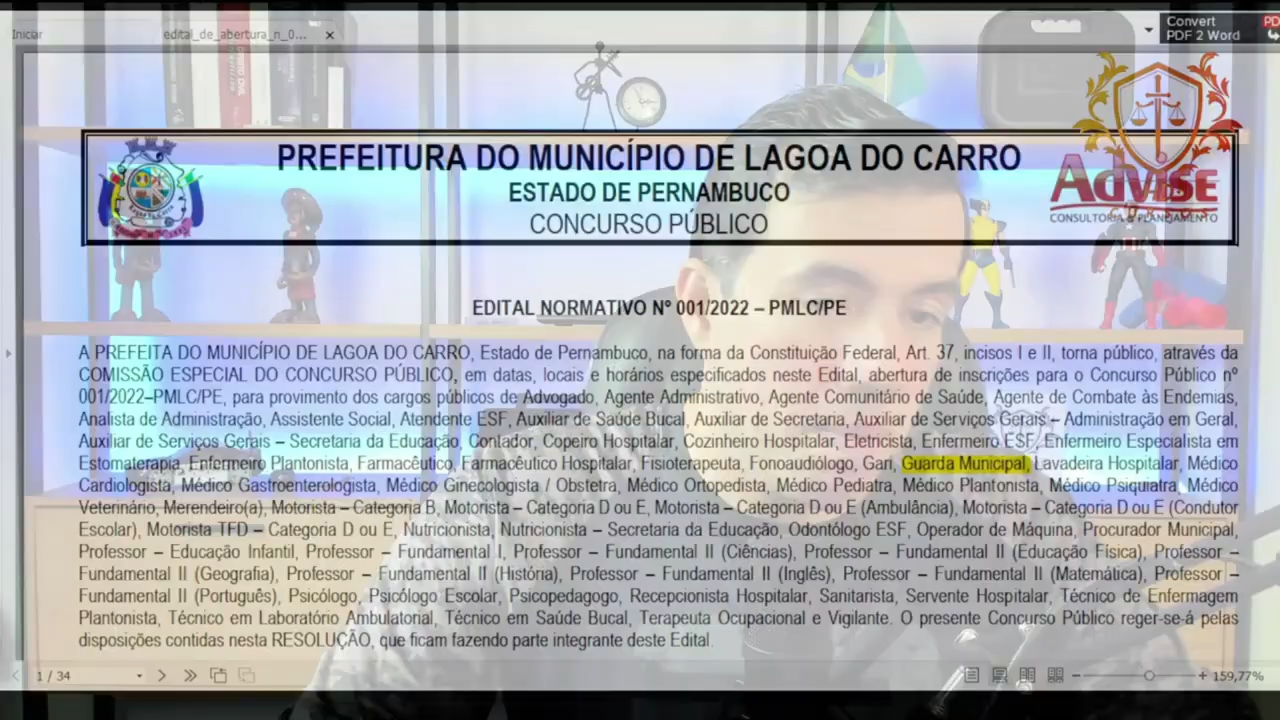 Iniciar
edital_de_abertura_n_0... ×
Convert
PDF 2 Word
PD
PREFEITURA DO MUNICÍPIO DE LAGOA DO CARRO
ESTADO DE PERNAMBUCO
CONCURSO PÚBLICO
ADVISE
CONSULTORIA & PLANEJAMENTO
EDITAL NORMATIVO Nº 001/2022 – PMLC/PE
A PREFEITA DO MUNICÍPIO DE LAGOA DO CARRO, Estado de Pernambuco, na forma da Constituição Federal, Art. 37, incisos I e II, torna público, através da
COMISSÃO ESPECIAL DO CONCURSO PÚBLICO, em datas, locais e horários especificados neste Edital, abertura de inscrições para o Concurso Público nº
001/2022–PMLC/PE, para provimento dos cargos públicos de Advogado, Agente Administrativo, Agente Comunitário de Saúde, Agente de Combate às Endemias,
Analista de Administração, Assistente Social, Atendente ESF, Auxiliar de Saúde Bucal, Auxiliar de Secretaria, Auxiliar de Serviços Gerais – Administração em Geral,
Auxiliar de Serviços Gerais – Secretaria da Educação, Contador, Copeiro Hospitalar, Cozinheiro Hospitalar, Eletricista, Enfermeiro ESF, Enfermeiro Especialista em
Estomaterapia, Enfermeiro Plantonista, Farmacêutico, Farmacêutico Hospitalar, Fisioterapeuta, Fonoaudiólogo, Gari, Guarda Municipal, Lavadeira Hospitalar, Médico
Cardiologista, Médico Gastroenterologista, Médico Ginecologista / Obstetra, Médico Ortopedista, Médico Pediatra, Médico Plantonista, Médico Psiquiatra, Médico
Veterinário, Merendeiro(a), Motorista – Categoria B, Motorista – Categoria D ou E, Motorista – Categoria D ou E (Ambulância), Motorista – Categoria D ou E (Condutor
Escolar), Motorista TFD – Categoria D ou E, Nutricionista, Nutricionista – Secretaria da Educação, Odontólogo ESF, Operador de Máquina, Procurador Municipal,
Professor – Educação Infantil, Professor – Fundamental I, Professor – Fundamental II (Ciências), Professor – Fundamental II (Educação Física), Professor –
Fundamental II (Geografia), Professor – Fundamental II (História), Professor – Fundamental II (Inglês), Professor – Fundamental II (Matemática), Professor –
Fundamental II (Português), Psicólogo, Psicólogo Escolar, Psicopedagogo, Recepcionista Hospitalar, Sanitarista, Servente Hospitalar, Técnico de Enfermagem
Plantonista, Técnico em Laboratório Ambulatorial, Técnico em Saúde Bucal, Terapeuta Ocupacional e Vigilante. O presente Concurso Público reger-se-á pelas
disposições contidas nesta RESOLUÇÃO, que ficam fazendo parte integrante deste Edital.
1 / 34
159,77%